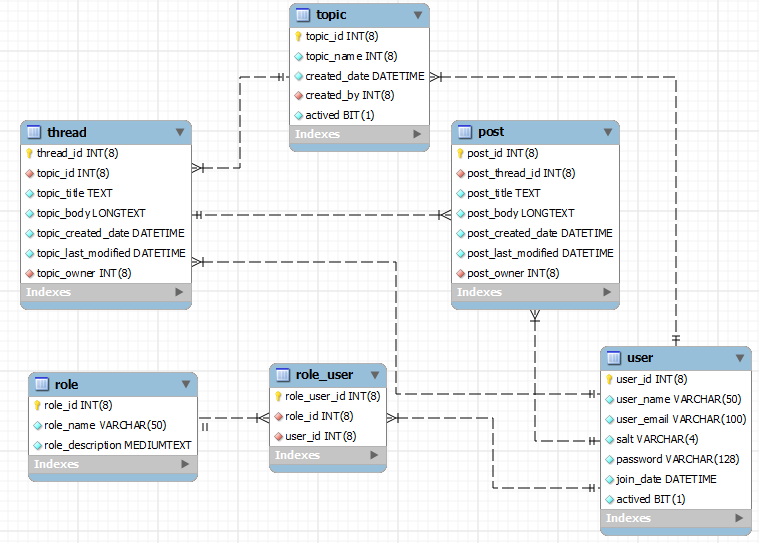 topic
topic_id INT(8)
topic_name INT(8)
created_date DATETIME
created_by INT(8)
actived BIT(1)
Indexes
thread
thread_id INT(8)
topic_id INT(8)
topic_title TEXT
topic_body LONGTEXT
topic_created_date DATETIME
topic_last_modified DATETIME
topic_owner INT(8)
Indexes
post
post_id INT(8)
post_thread_id INT(8)
post_title TEXT
post_body LONGTEXT
post_created_date DATETIME
post_last_modified DATETIME
post_owner INT(8)
Indexes
role
role_id INT(8)
role_name VARCHAR(50)
role_description MEDIUMTEXT
Indexes
role_user
role_user_id INT(8)
role_id INT(8)
user_id INT(8)
Indexes
user
user_id INT(8)
user_name VARCHAR(50)
user_email VARCHAR(100)
salt VARCHAR(4)
password VARCHAR(128)
join_date DATETIME
actived BIT(1)
Indexes